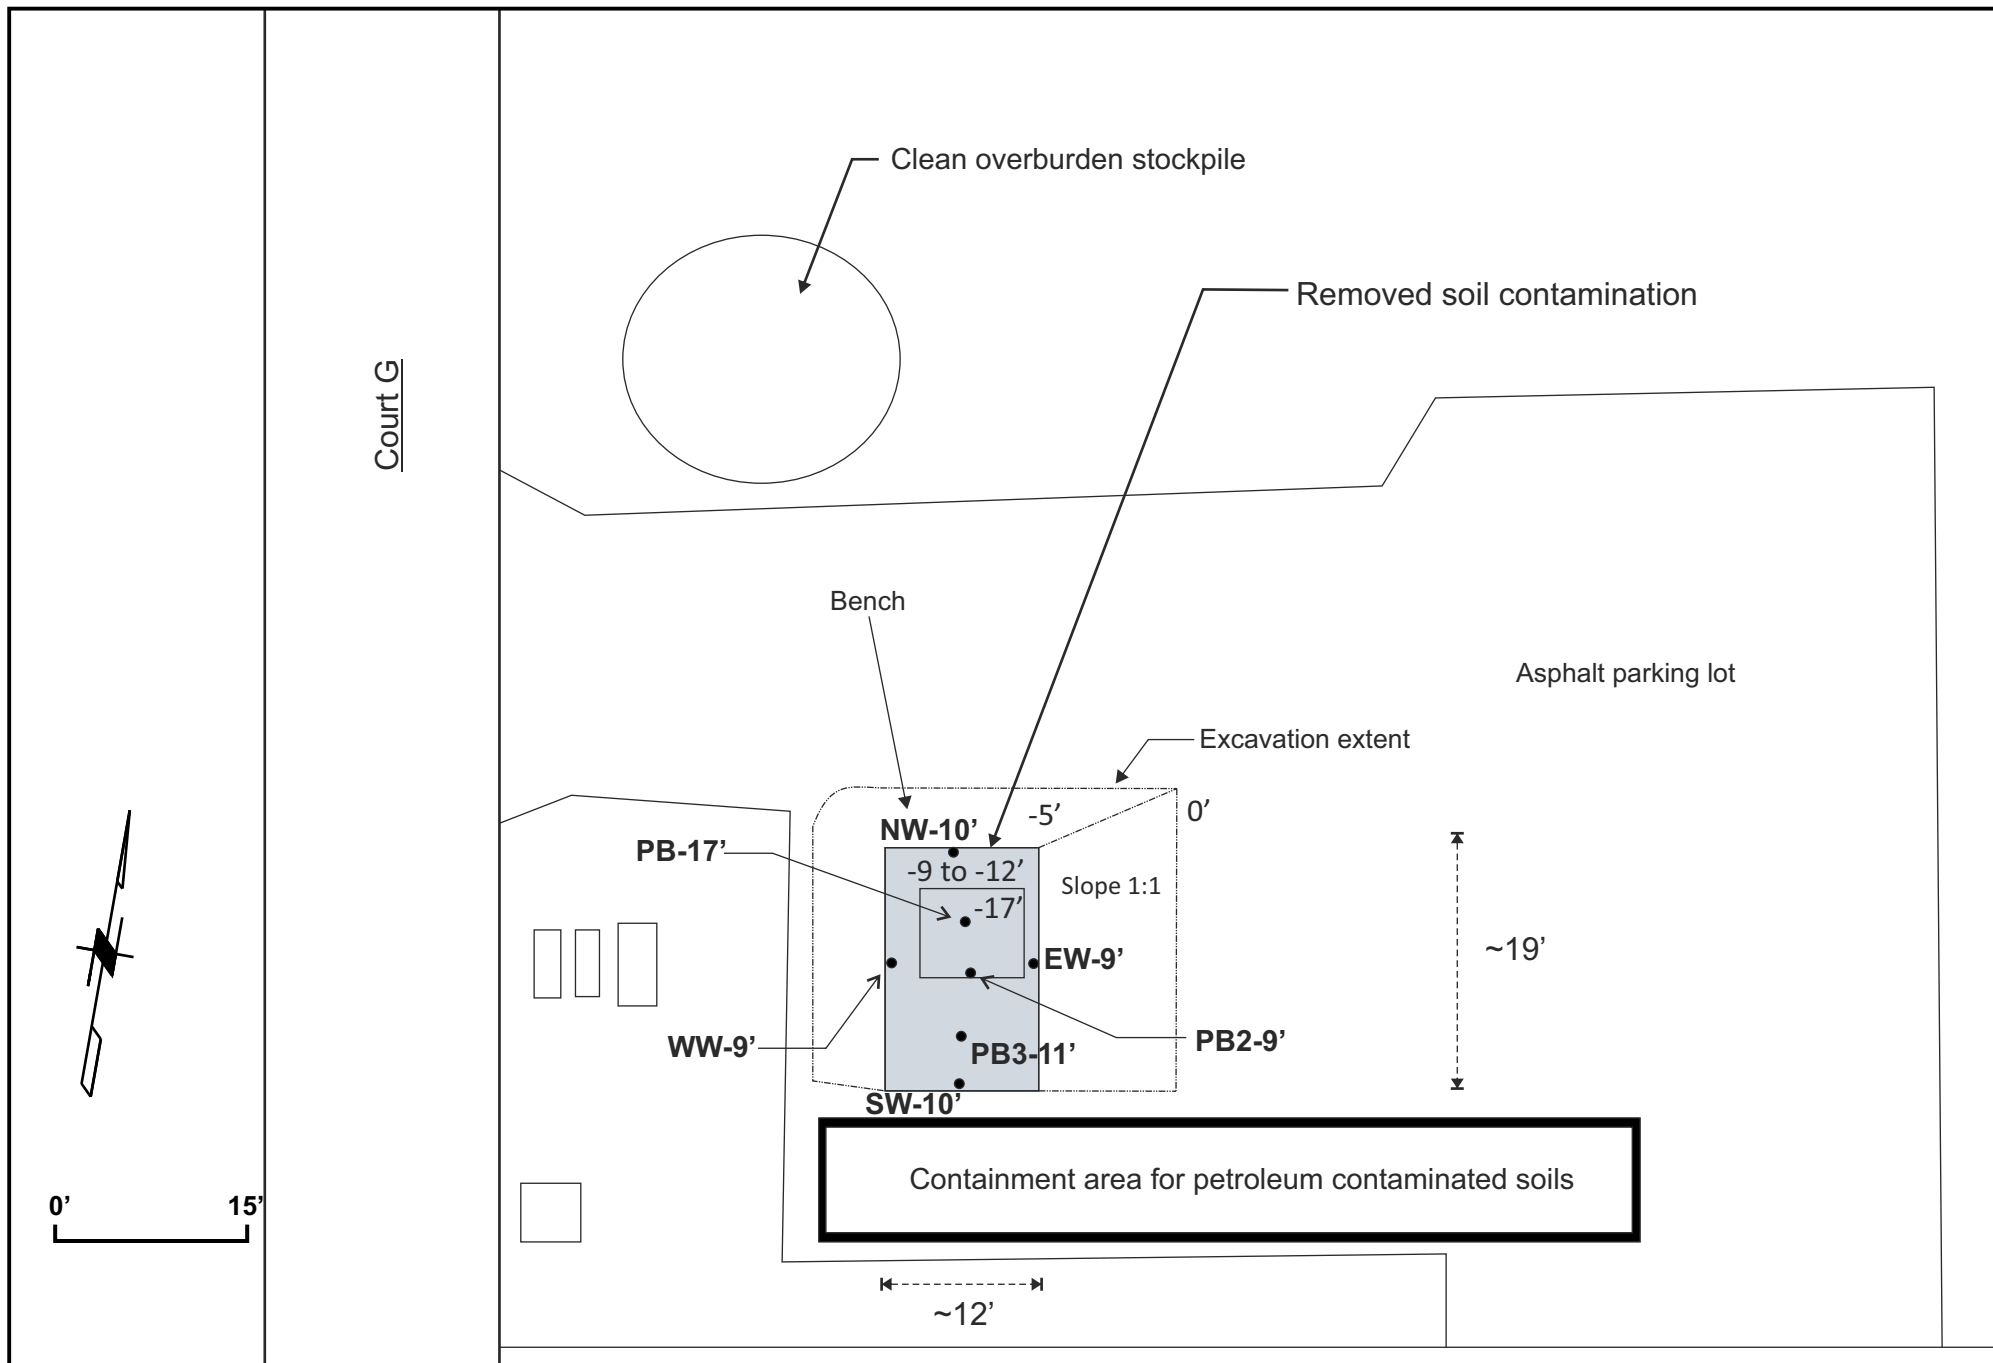 Clean overburden stockpile
Removed soil contamination
Court G
Bench
Asphalt parking lot
Excavation extent
-5’
0’
NW-10’
PB-17’
-9 to -12’
Slope 1:1
-17’
~19’
EW-9’
WW-9’
PB2-9’
PB3-11’
SW-10’
Containment area for petroleum contaminated soils
0’ 15’
~12’